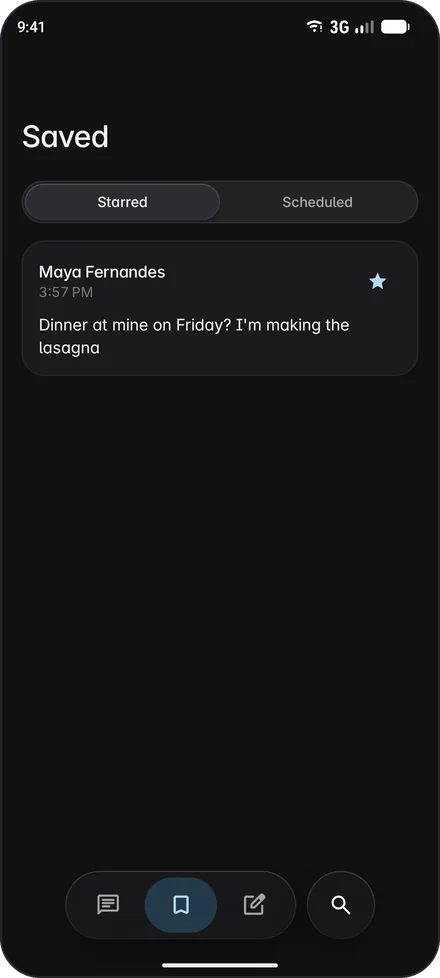 9:41
3G
Saved
Starred
Scheduled
Maya Fernandes
3:57 PM
Dinner at mine on Friday? I'm making the
lasagna